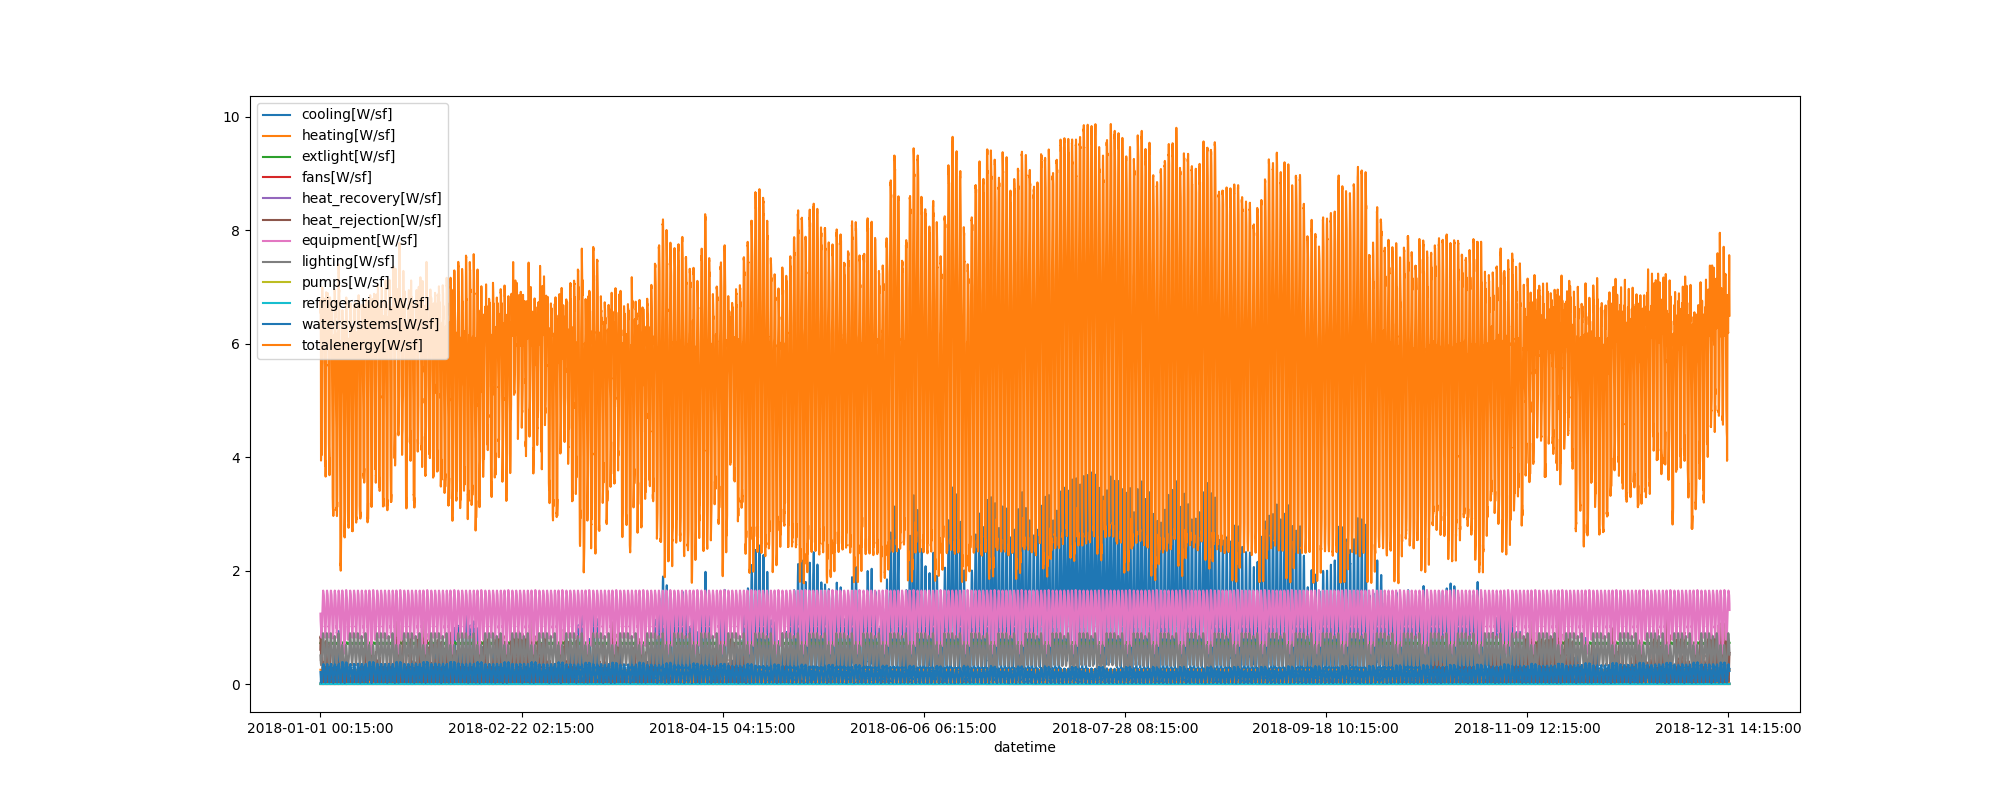 10
8
6
4
2
0
cooling[W/sf]
heating[W/sf]
extlight[W/sf]
fans[W/sf]
heat_recovery[W/sf]
heat_rejection[W/sf]
equipment[W/sf]
lighting[W/sf]
pumps[W/sf]
refrigeration[W/sf]
watersystems[W/sf]
totalenergy[W/sf]
2018-01-01 00:15:00 2018-02-22 02:15:00 2018-04-15 04:15:00 2018-06-06 06:15:00 2018-07-28 08:15:00 2018-09-18 10:15:00 2018-11-09 12:15:00 2018-12-31 14:15:00
datetime